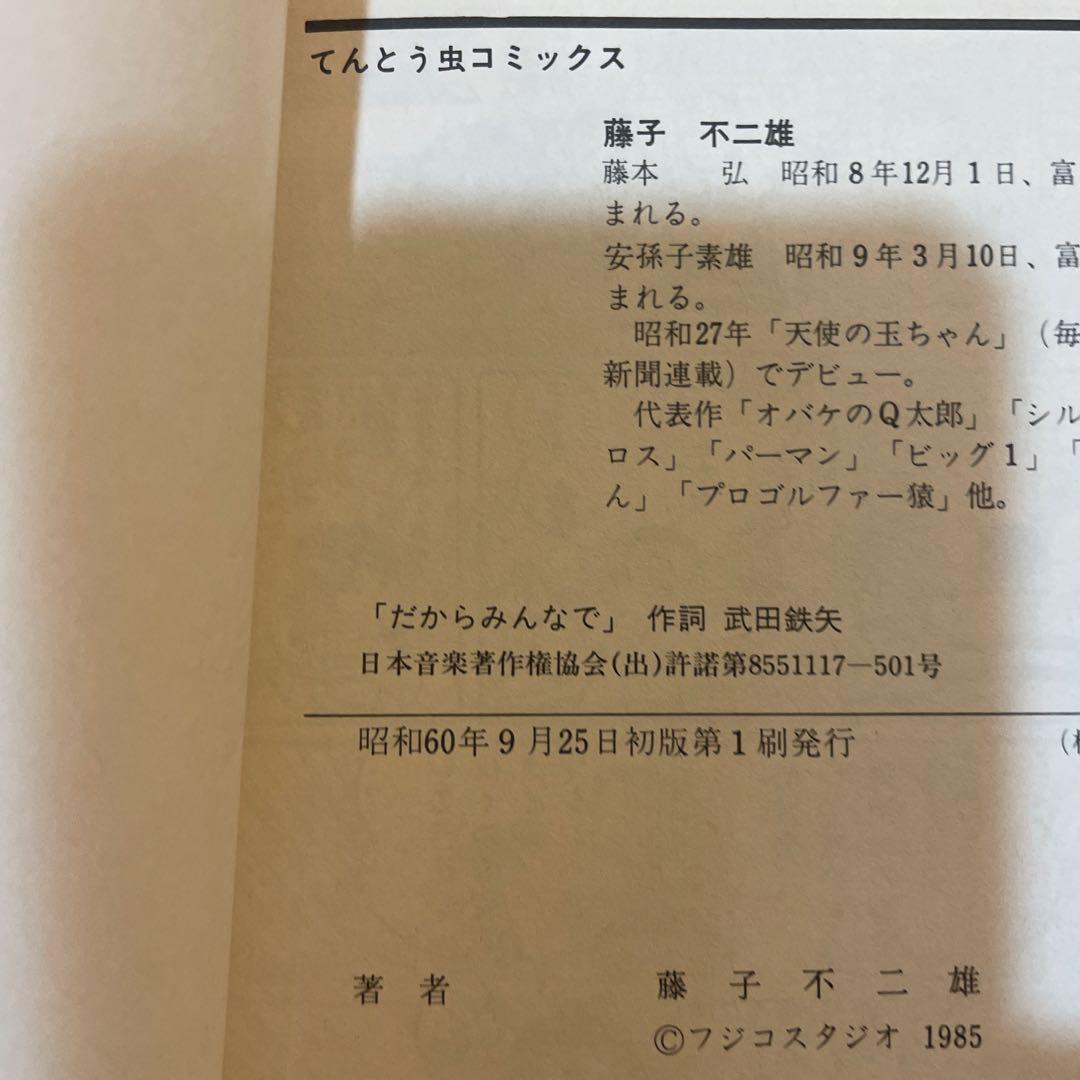 てんとう虫コミックス
藤子　不二雄
藤本　　弘　昭和8年12月1日、富
まれる。
安孫子素雄　昭和9年3月10日、富
まれる。
昭和27年「天使の玉ちゃん」（毎
新聞連載）でデビュー。
代表作「オバケのQ太郎」「シル
ロス」「パーマン」「ビッグ1」「
ん」「プロゴルファー猿」他。
「だからみんなで」作詞 武田鉄矢
日本音楽著作権協会(出)許諾第8551117―501号
昭和60年9月25日初版第1刷発行
著者　藤子不二雄
©フジコスタジオ 1985